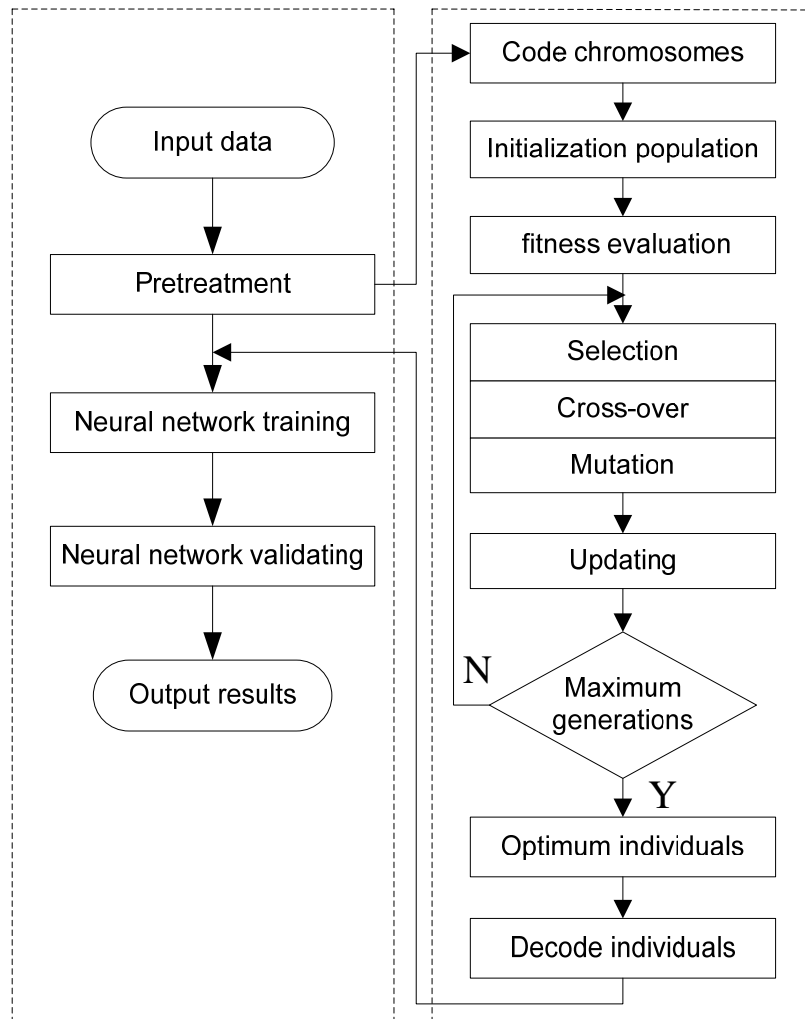 Input data
Pretreatment
Neural network training
Neural network validating
Output results
Code chromosomes
Initialization population
fitness evaluation
Selection
Cross-over
Mutation
Updating
N
Maximum
generations
Y
Optimum individuals
Decode individuals